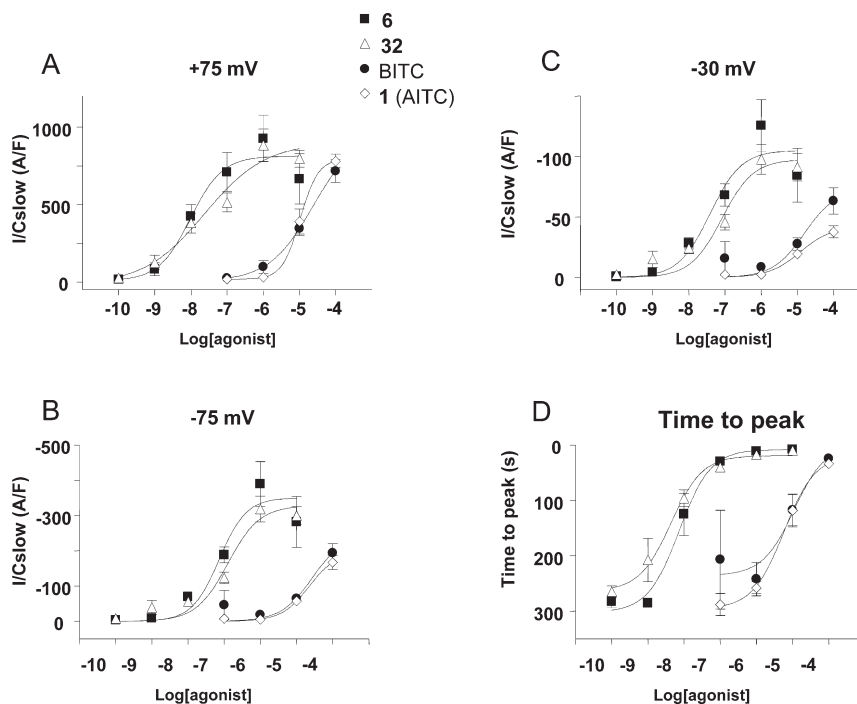 6
32
BITC
1 (AITC)
A
+75 mV
I/Cslow (A/F)
1000
500
0
-10 -9 -8 -7 -6 -5 -4
Log[agonist]
C
-30 mV
I/Cslow (A/F)
-100
-50
0
-10 -9 -8 -7 -6 -5 -4
Log[agonist]
B
-75 mV
I/Cslow (A/F)
-500
-300
-100
0
-10 -9 -8 -7 -6 -5 -4
Log[agonist]
D
Time to peak
Time to peak (s)
0
100
200
300
-10 -9 -8 -7 -6 -5 -4
Log[agonist]